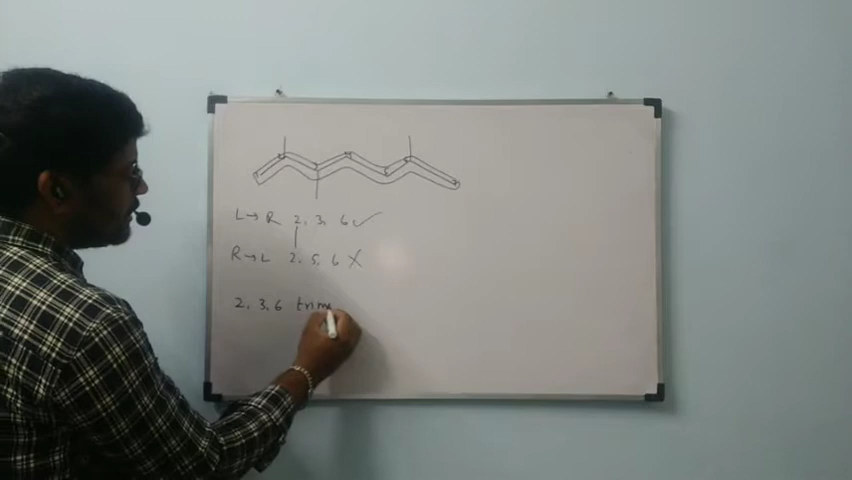 L→R 2, 3, 6 ✓
R→L 2, 5, 6 X
2, 3, 6 trim